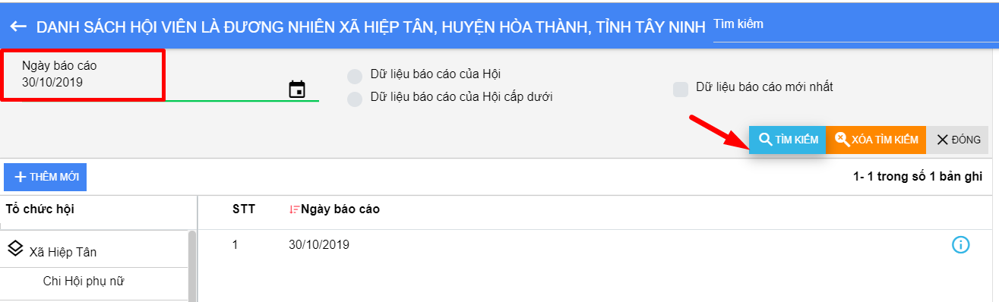 DANH SÁCH HỘI VIÊN LÀ ĐƯƠNG NHIÊN XÃ HIỆP TÂN, HUYỆN HÒA THÀNH, TỈNH TÂY NINH
Tìm kiếm
Ngày báo cáo
30/10/2019
Dữ liệu báo cáo của Hội
Dữ liệu báo cáo của Hội cấp dưới
Dữ liệu báo cáo mới nhất
TÌM KIẾM
XÓA TÌM KIẾM
ĐÓNG
THÊM MỚI
1- 1 trong số 1 bản ghi
Tổ chức hội
STT
Ngày báo cáo
Xã Hiệp Tân
1
30/10/2019
Chi Hội phụ nữ